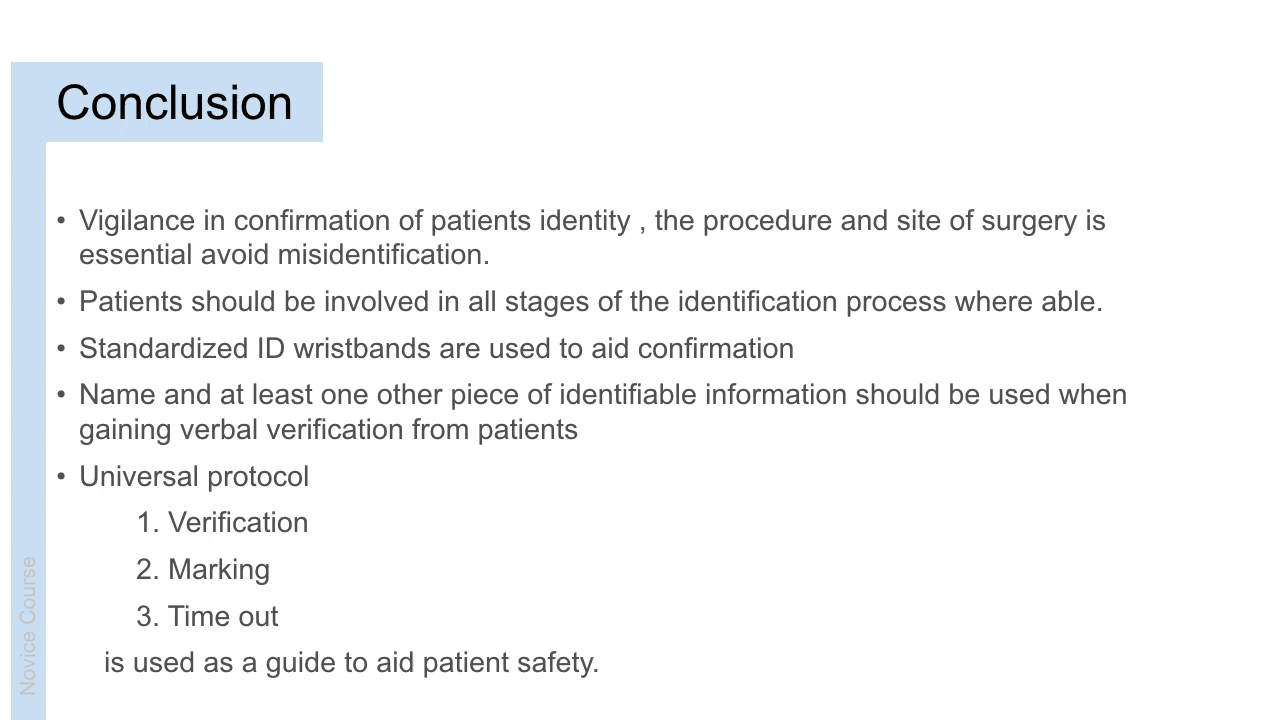 Conclusion
• Vigilance in confirmation of patients identity , the procedure and site of surgery is
essential avoid misidentification.
• Patients should be involved in all stages of the identification process where able.
• Standardized ID wristbands are used to aid confirmation
• Name and at least one other piece of identifiable information should be used when
gaining verbal verification from patients
• Universal protocol
1. Verification
2. Marking
3. Time out
is used as a guide to aid patient safety.
Novice Course